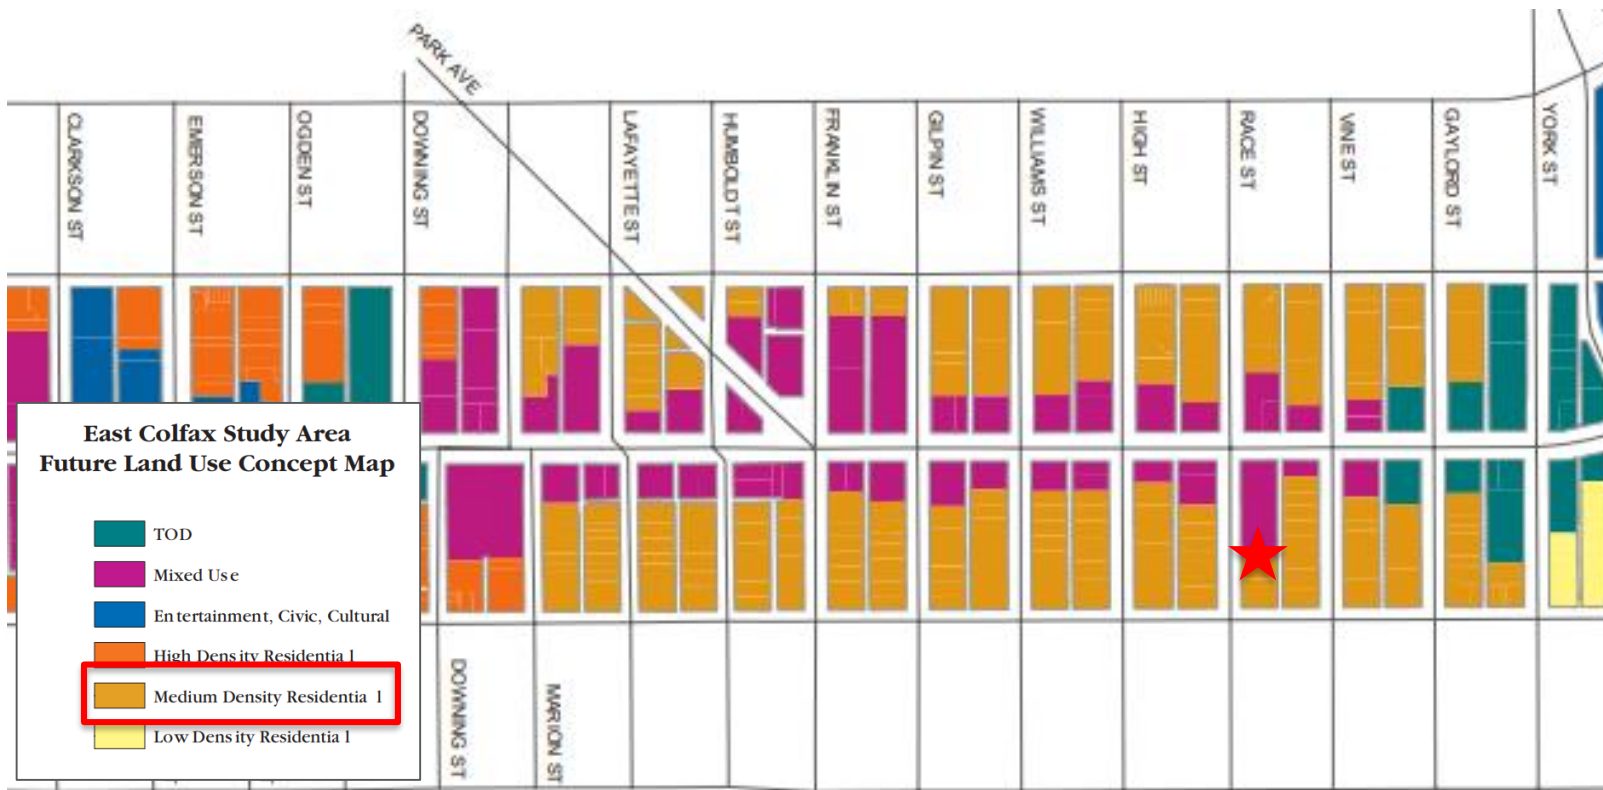 PARK AVE
CLARKSON ST
EMERSON ST
OGDEN ST
DOWNING ST
LAFAYETTE ST
HUMBOLDT ST
FRANKLIN ST
GILPIN ST
WILLIAMS ST
HIGH ST
RACE ST
VINE ST
GAYLORD ST
YORK ST
East Colfax Study Area
Future Land Use Concept Map
TOD
Mixed Use
Entertainment, Civic, Cultural
High Density Residential
Medium Density Residential
Low Density Residential
DOWNING ST
MARION ST